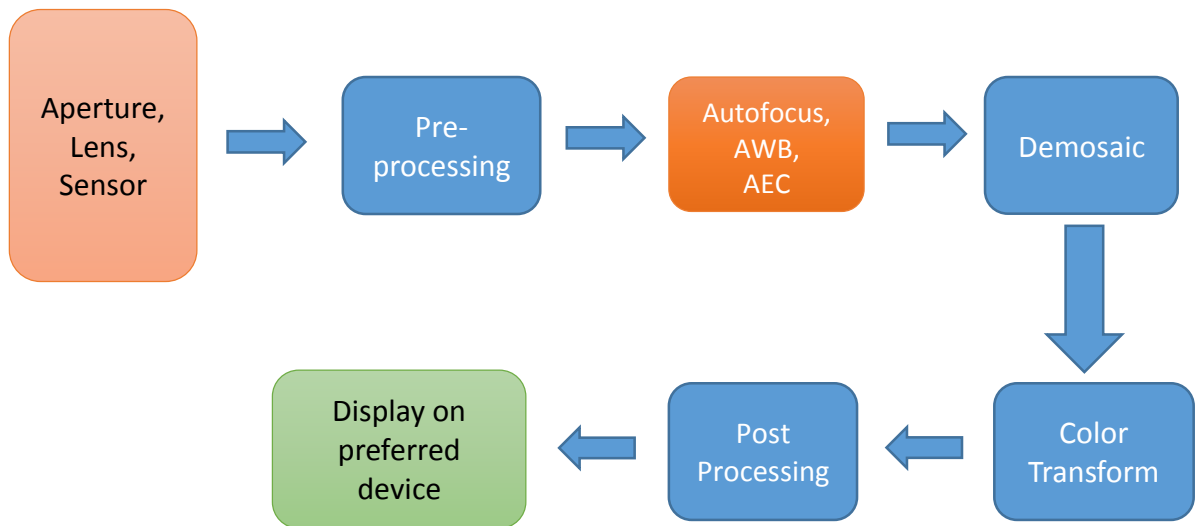 Aperture,
Lens,
Sensor
Pre-
processing
Autofocus,
AWB,
AEC
Demosaic
Color
Transform
Post
Processing
Display on
preferred
device